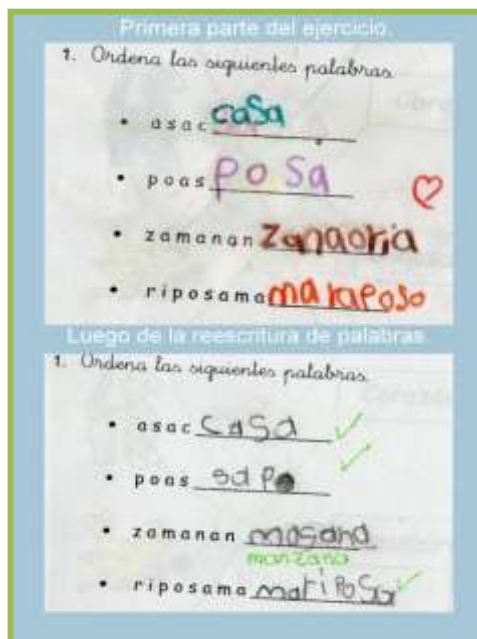 Primera parte del ejercicio.
1. Ordena las siguientes palabras
• asac casa
• poas posa
• zamanan zanaoria
• riposama maraposo
Luego de la reescritura de palabras
1. Ordena las siguientes palabras
• asac casa
• poas sapo
• zamanan masana
manzana
• riposama mariposa